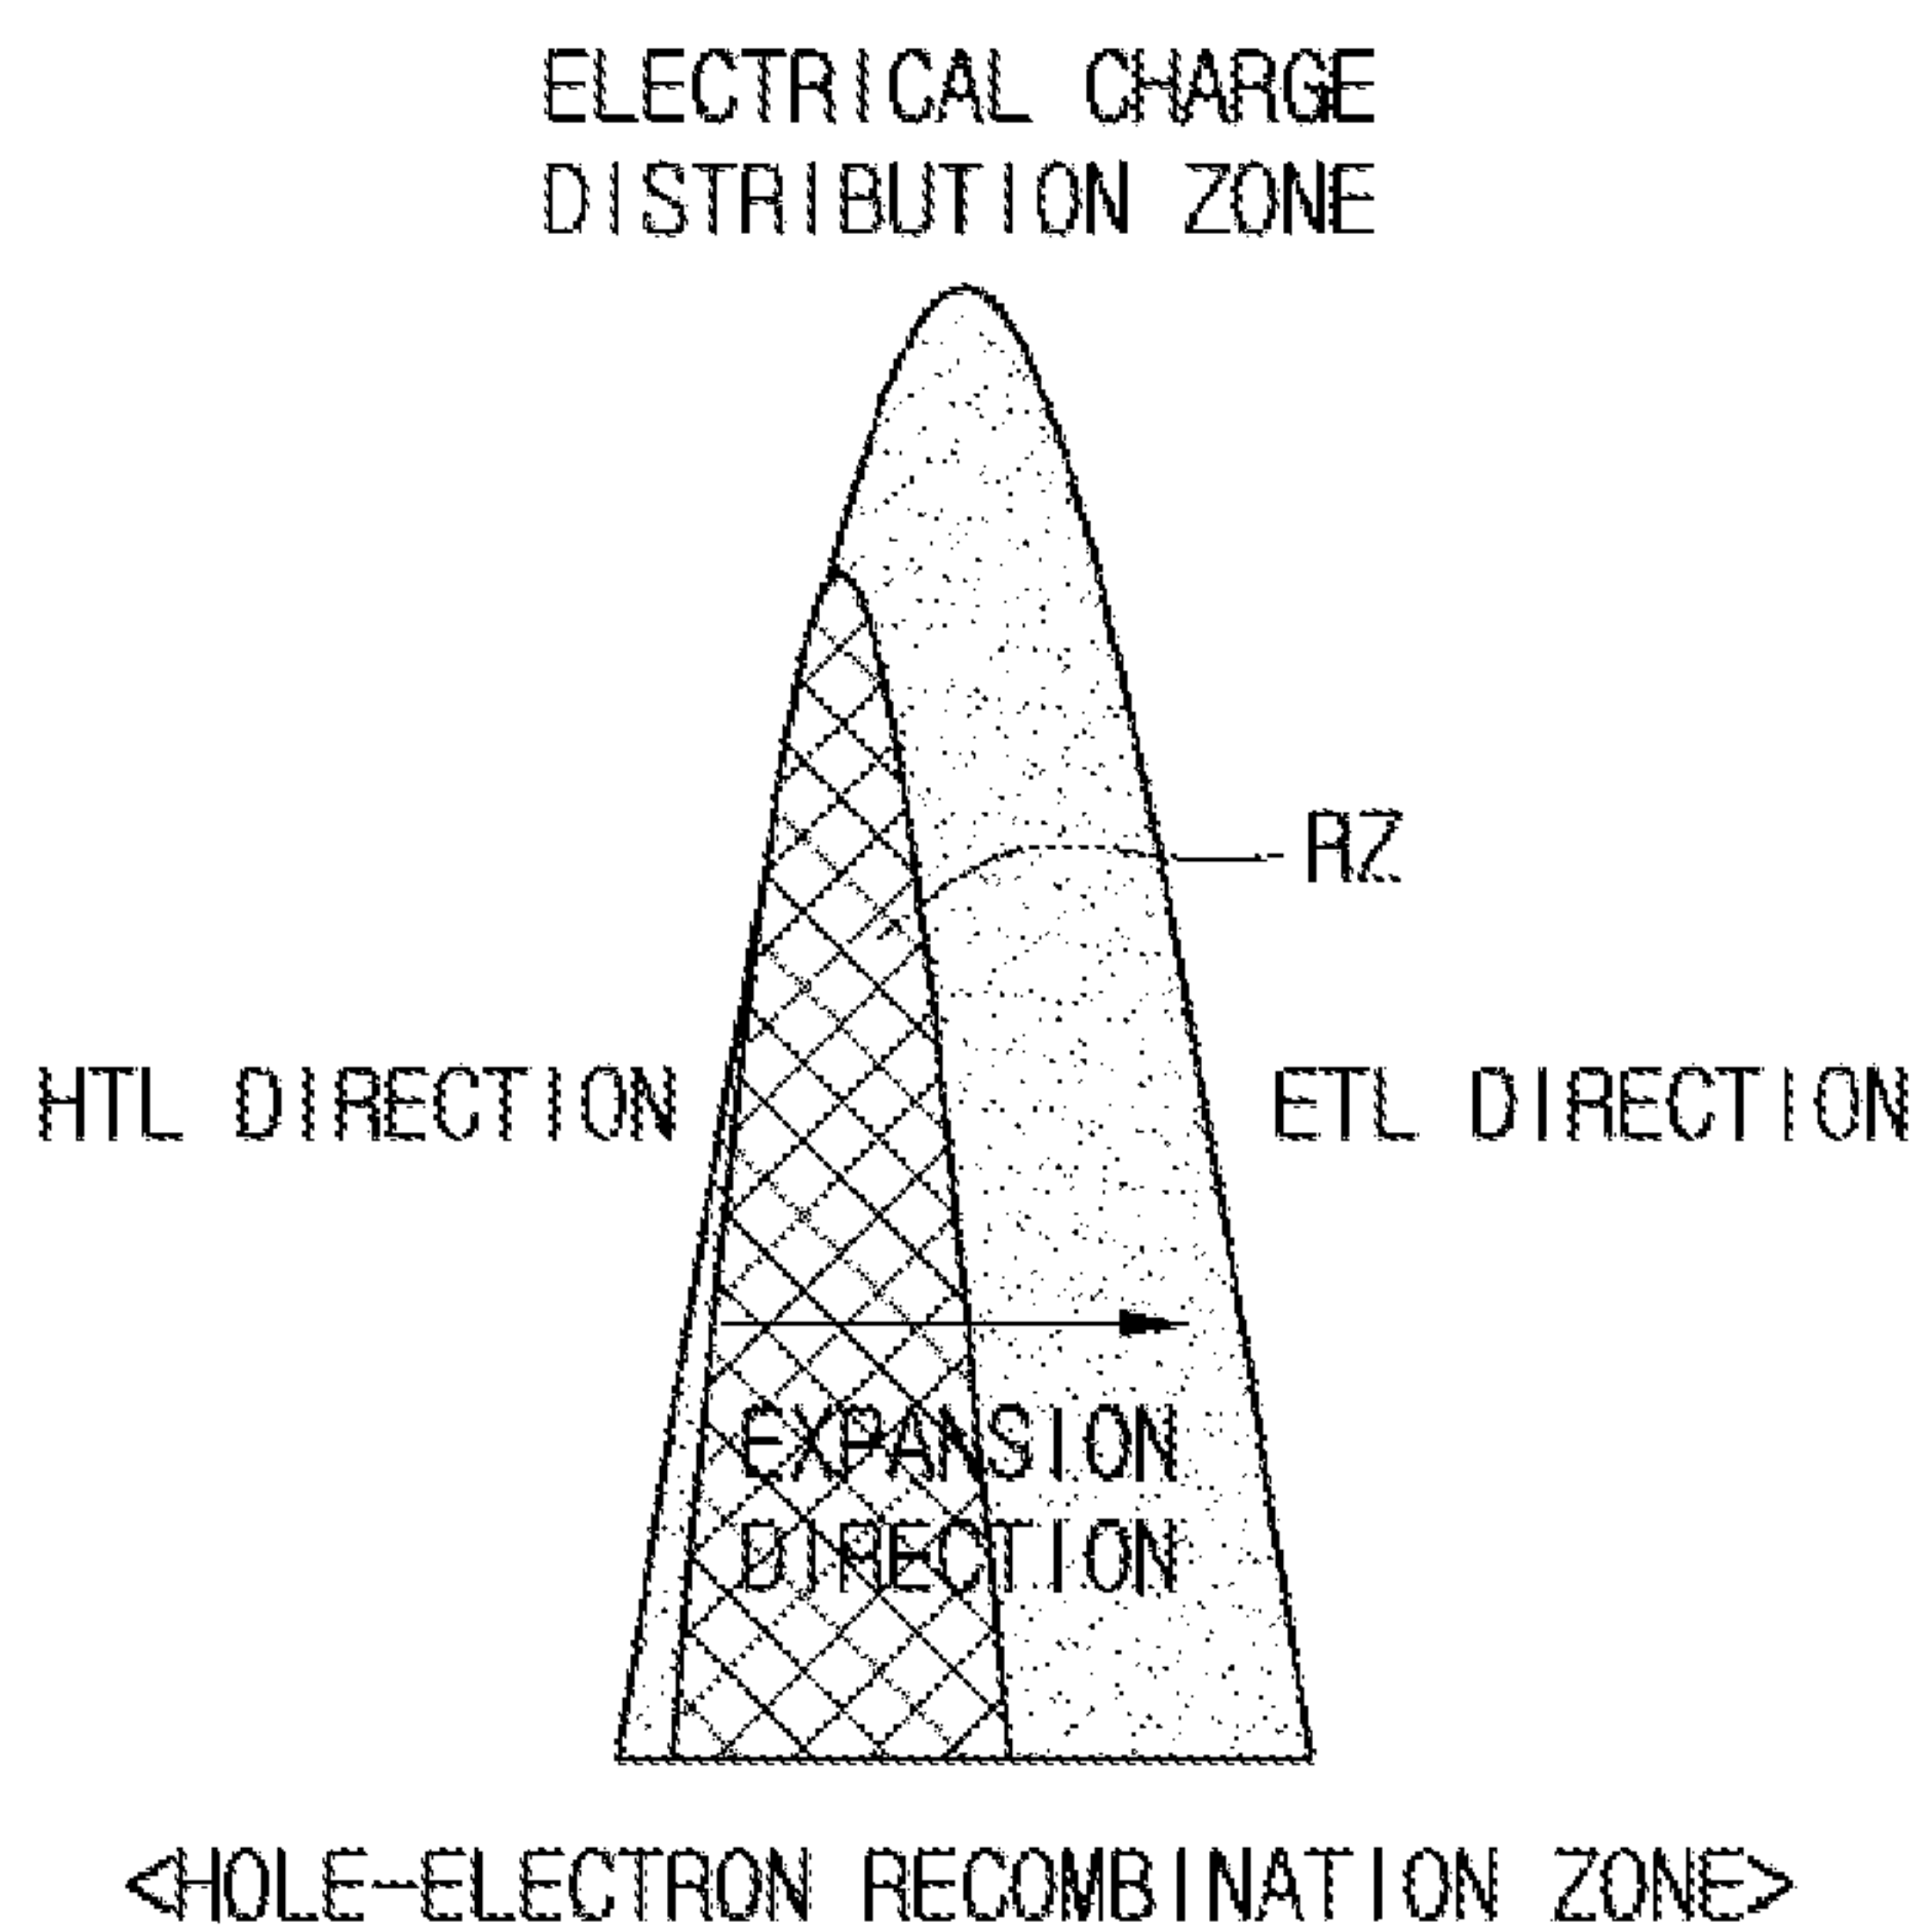 ELECTRICAL CHARGE
DISTRIBUTION ZONE
RZ
HTL DIRECTION
ETL DIRECTION
EXPANSION
DIRECTION
<HOLE-ELECTRON RECOMBINATION ZONE>